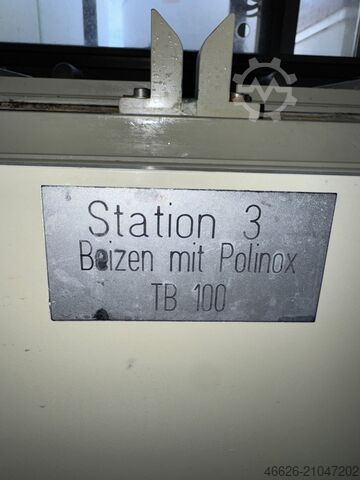 Station 3
Beizen mit Polinox
TB 100
46626-21047202